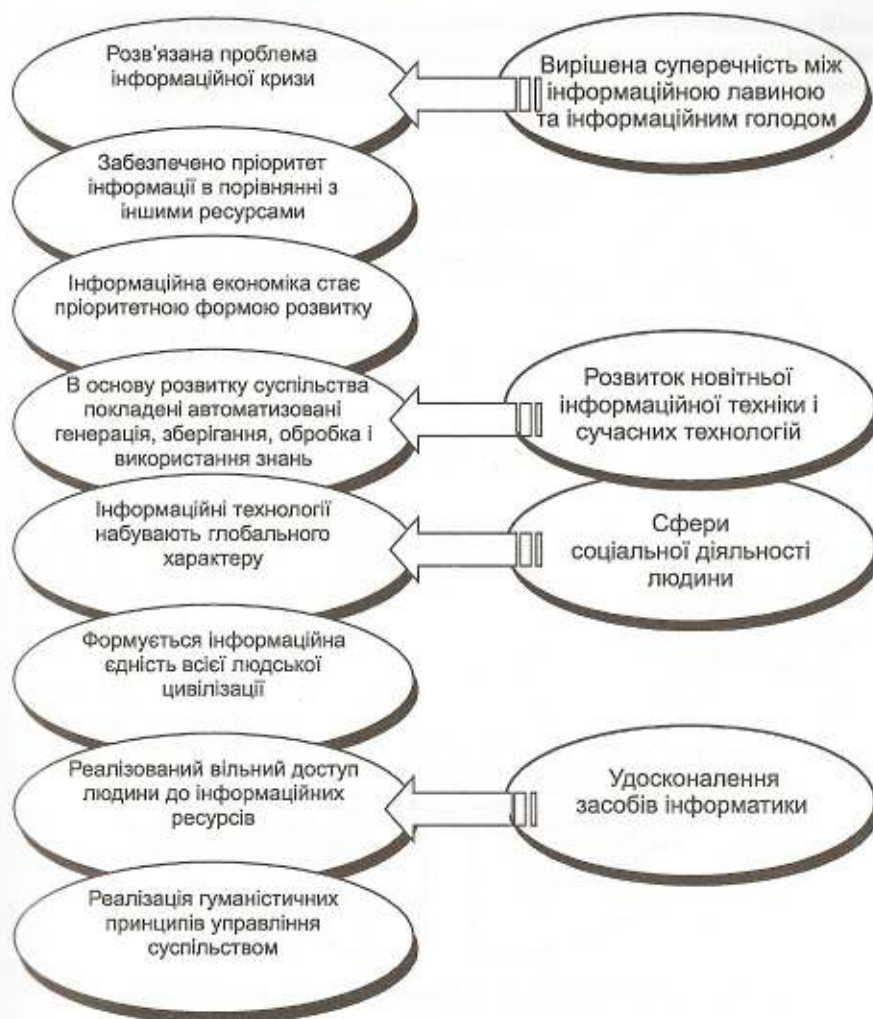 Розв'язана проблема
інформаційної кризи
Вирішена суперечність між
інформаційною лавиною
та інформаційним голодом
Забезпечено пріоритет
інформації в порівнянні з
іншими ресурсами
Інформаційна економіка стає
пріоритетною формою розвитку
В основу розвитку суспільства
покладені автоматизовані
генерація, зберігання, обробка і
використання знань
Розвиток новітньої
інформаційної техніки і
сучасних технологій
Інформаційні технології
набувають глобального
характеру
Сфери
соціальної діяльності
людини
Формується інформаційна
єдність всієї людської
цивілізації
Реалізований вільний доступ
людини до інформаційних
ресурсів
Удосконалення
засобів інформатики
Реалізація гуманістичних
принципів управління
суспільством